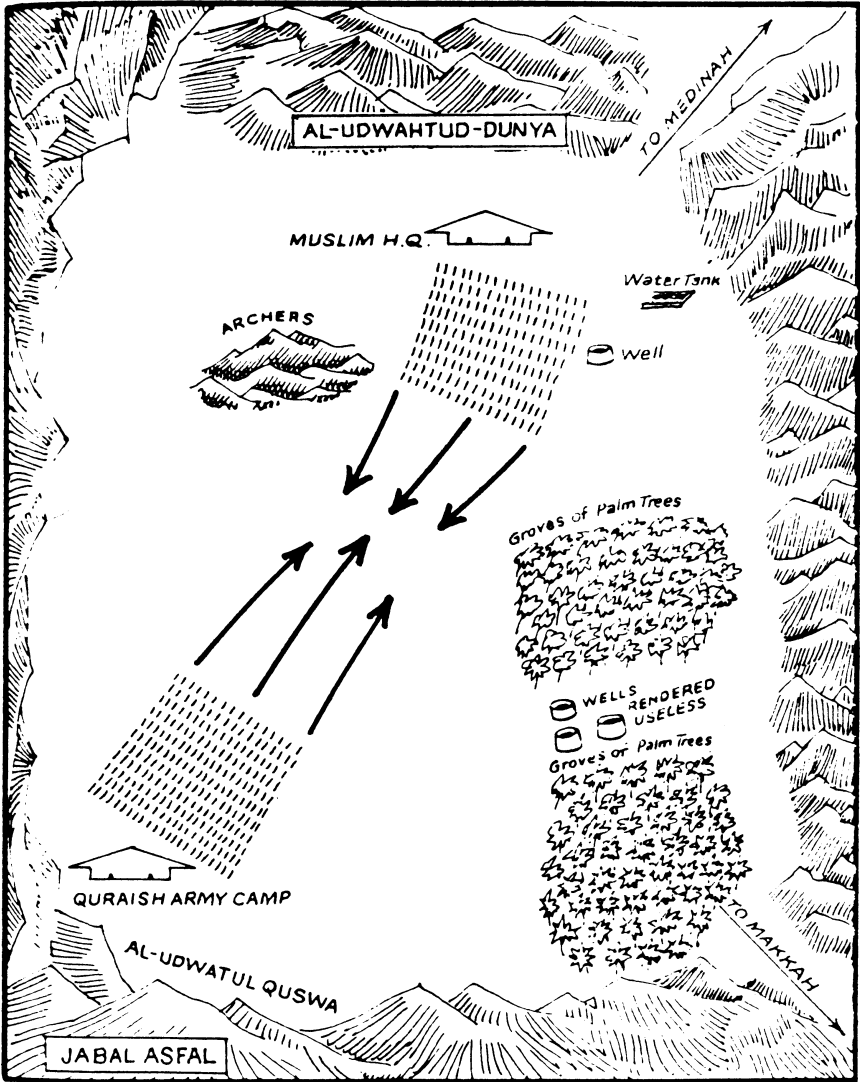 AL-UDWAHTUD-DUNYA
TO MEDINAH
MUSLIM H.Q.
Water Tank
ARCHERS
Well
Groves of Palm Trees
WELLS
RENDERED
USELESS
Groves of Palm Trees
QURAISH ARMY CAMP
TO MAKKAH
AL-UDWATUL QUSWA
JABAL ASFAL